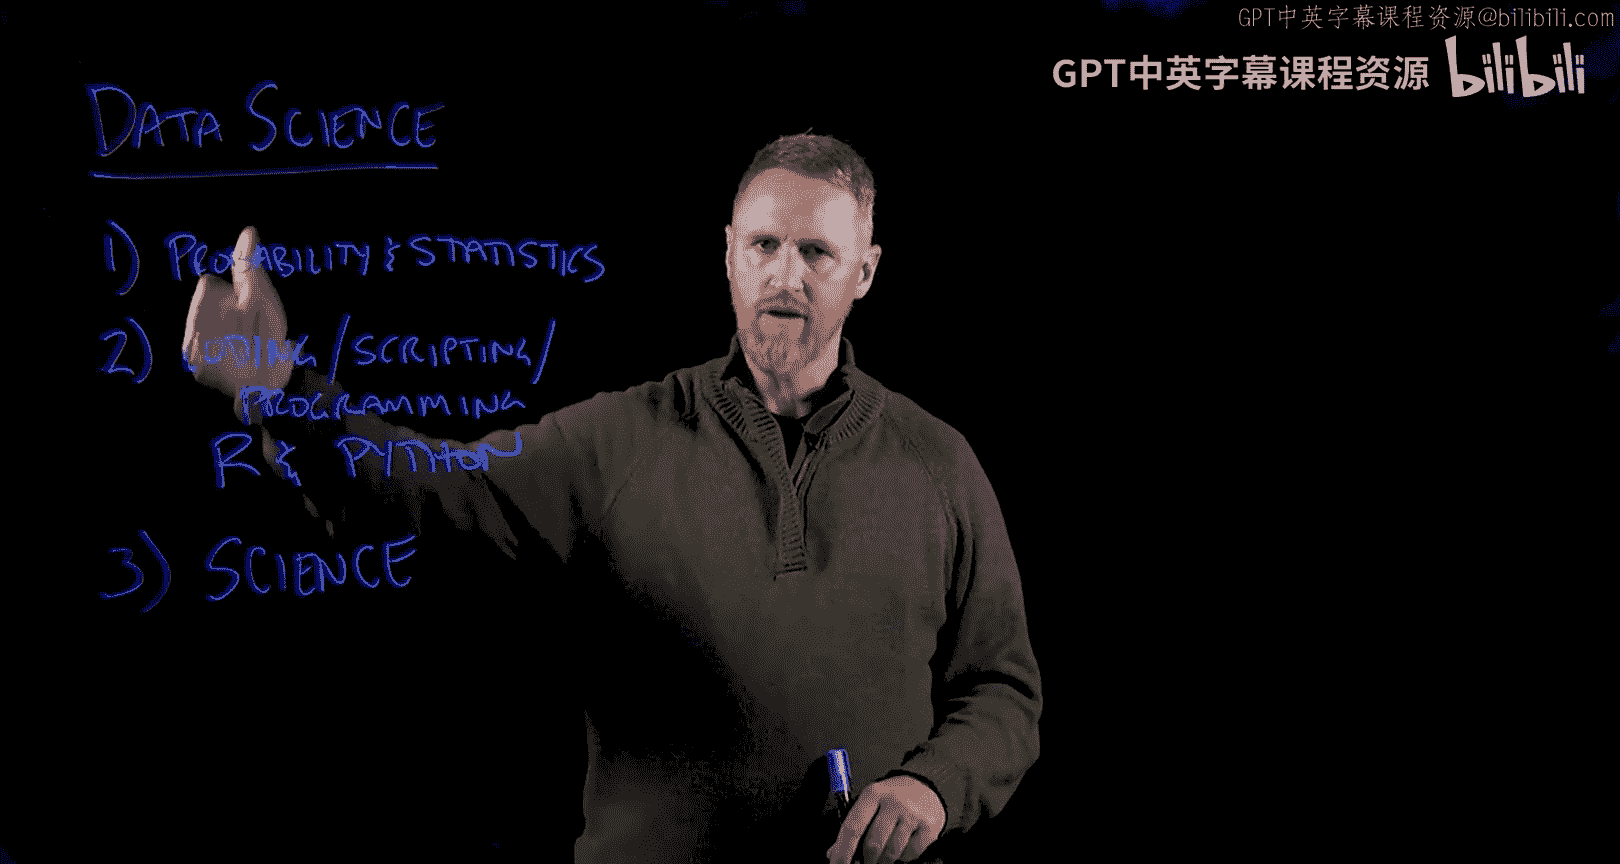 GPT中英字幕课程资源@bilibili.com
GPT中英字幕课程资源 bilibili
DATA SCIENCE
1) PROBABILITY & STATISTICS
2) CODING/SCRIPTING/
PROGRAMMING
R & PYTHON
3) SCIENCE